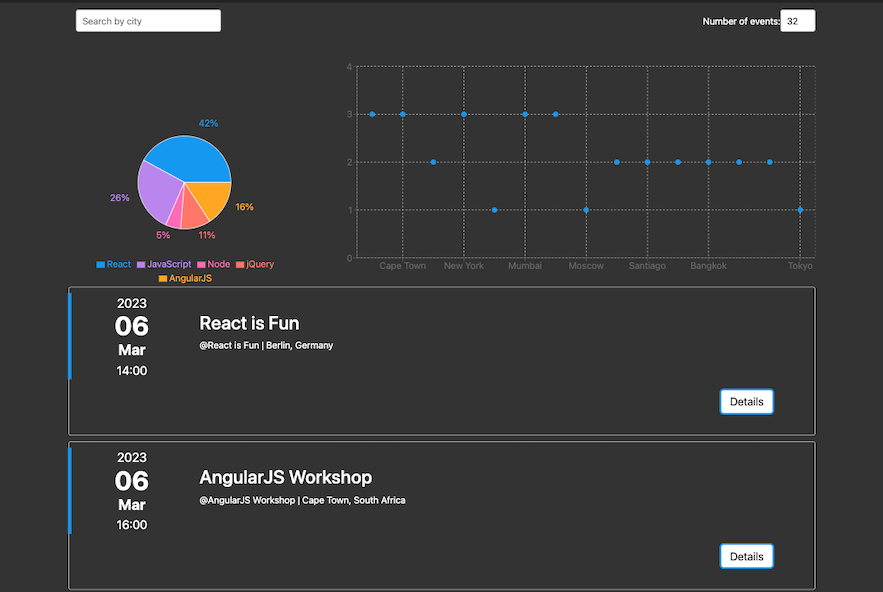 Search by city
Number of events: 32
42%
26%
16%
5%
11%
React JavaScript Node jQuery
AngularJS
4
3
2
1
0
Cape Town New York Mumbai Moscow Santiago Bangkok Tokyo
2023
06
Mar
14:00
React is Fun
@React is Fun | Berlin, Germany
Details
2023
06
Mar
16:00
AngularJS Workshop
@AngularJS Workshop | Cape Town, South Africa
Details